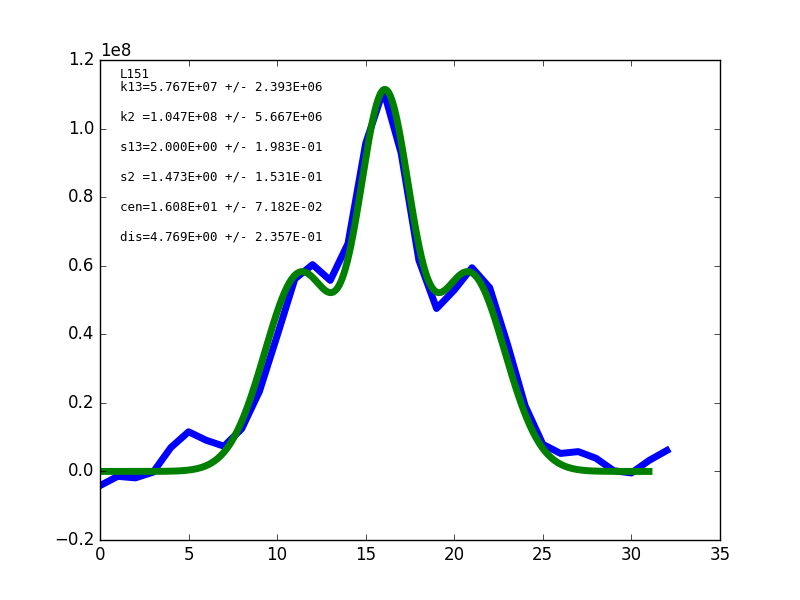 1e8
L151
k13=5.767E+07 +/- 2.393E+06
k2 =1.047E+08 +/- 5.667E+06
s13=2.000E+00 +/- 1.983E-01
s2 =1.473E+00 +/- 1.531E-01
cen=1.608E+01 +/- 7.182E-02
dis=4.769E+00 +/- 2.357E-01
1.2
1.0
0.8
0.6
0.4
0.2
0.0
−0.2
0 5 10 15 20 25 30 35